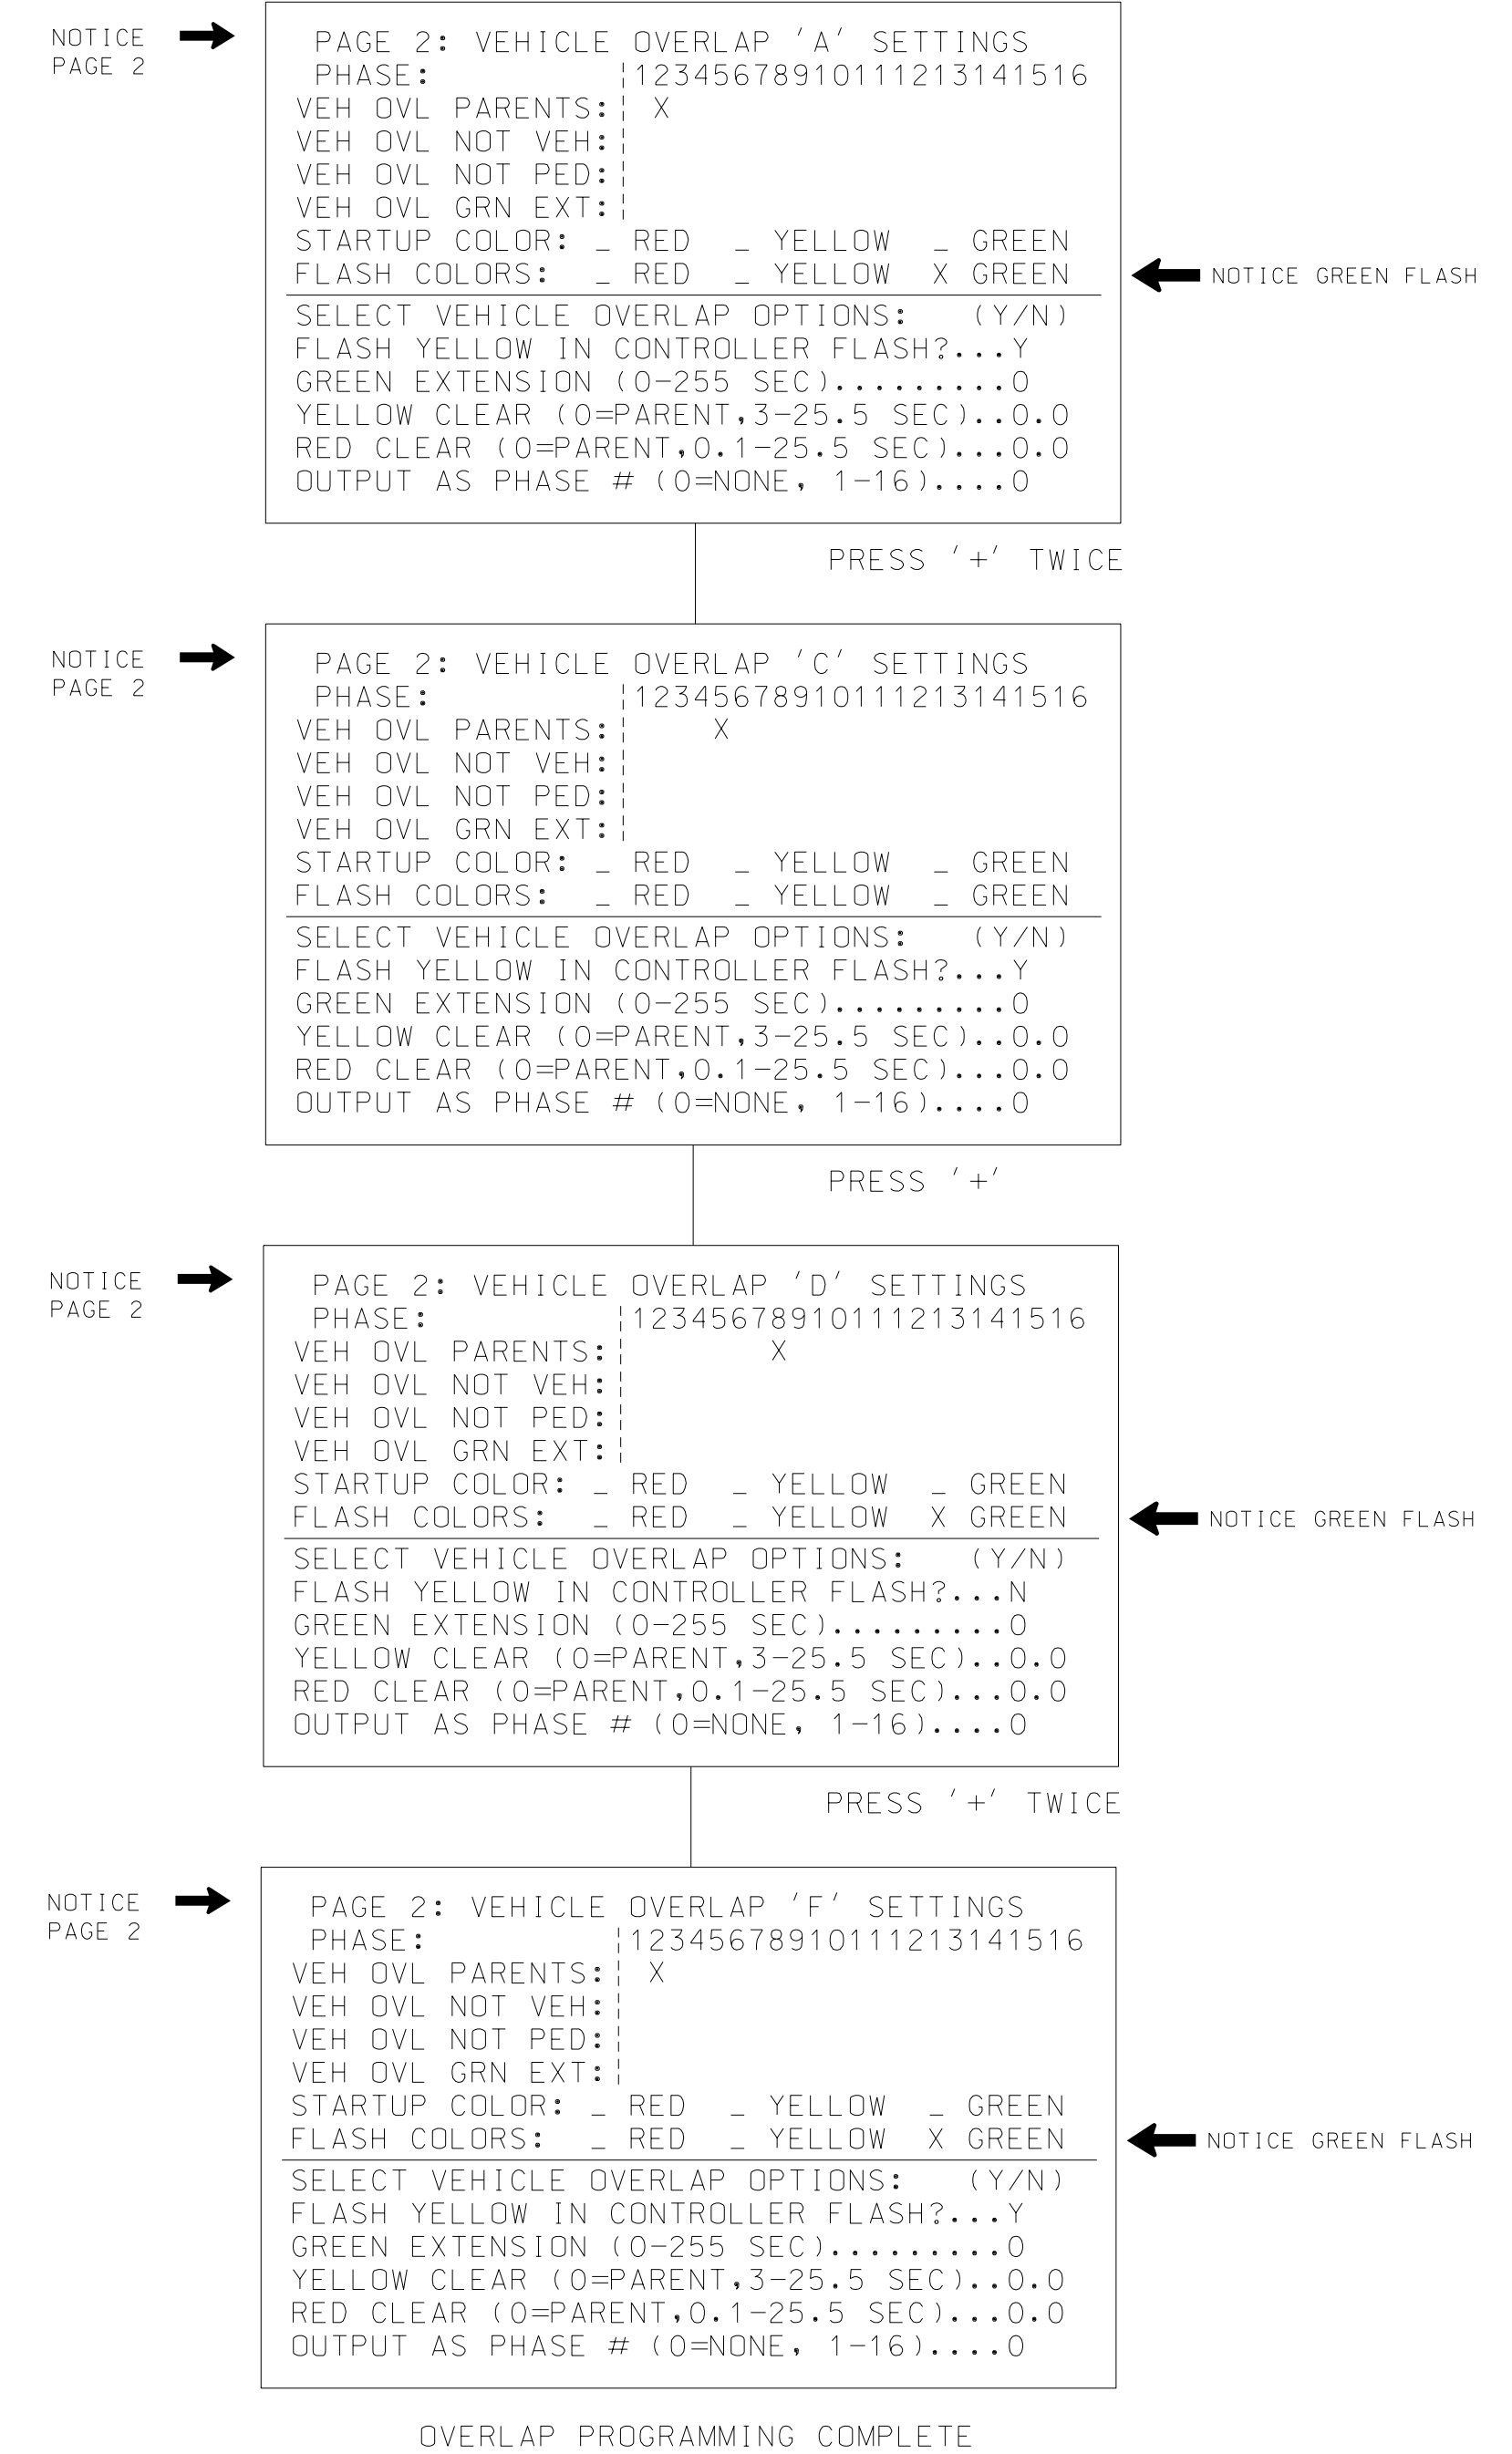 NOTICE
PAGE 2
PAGE 2: VEHICLE OVERLAP 'A' SETTINGS
PHASE: |12345678910111213141516
VEH OVL PARENTS:| X
VEH OVL NOT VEH:|
VEH OVL NOT PED:|
VEH OVL GRN EXT:|
STARTUP COLOR: _ RED _ YELLOW _ GREEN
FLASH COLORS: _ RED _ YELLOW X GREEN
NOTICE GREEN FLASH
SELECT VEHICLE OVERLAP OPTIONS: (Y/N)
FLASH YELLOW IN CONTROLLER FLASH?...Y
GREEN EXTENSION (0-255 SEC).........0
YELLOW CLEAR (0=PARENT,3-25.5 SEC)..0.0
RED CLEAR (0=PARENT,0.1-25.5 SEC)...0.0
OUTPUT AS PHASE # (0=NONE, 1-16)....0
PRESS '+' TWICE
NOTICE
PAGE 2
PAGE 2: VEHICLE OVERLAP 'C' SETTINGS
PHASE: |12345678910111213141516
VEH OVL PARENTS:| X
VEH OVL NOT VEH:|
VEH OVL NOT PED:|
VEH OVL GRN EXT:|
STARTUP COLOR: _ RED _ YELLOW _ GREEN
FLASH COLORS: _ RED _ YELLOW _ GREEN
SELECT VEHICLE OVERLAP OPTIONS: (Y/N)
FLASH YELLOW IN CONTROLLER FLASH?...Y
GREEN EXTENSION (0-255 SEC).........0
YELLOW CLEAR (0=PARENT,3-25.5 SEC)..0.0
RED CLEAR (0=PARENT,0.1-25.5 SEC)...0.0
OUTPUT AS PHASE # (0=NONE, 1-16)....0
PRESS '+'
NOTICE
PAGE 2
PAGE 2: VEHICLE OVERLAP 'D' SETTINGS
PHASE: |12345678910111213141516
VEH OVL PARENTS:| X
VEH OVL NOT VEH:|
VEH OVL NOT PED:|
VEH OVL GRN EXT:|
STARTUP COLOR: _ RED _ YELLOW _ GREEN
FLASH COLORS: _ RED _ YELLOW X GREEN
NOTICE GREEN FLASH
SELECT VEHICLE OVERLAP OPTIONS: (Y/N)
FLASH YELLOW IN CONTROLLER FLASH?...N
GREEN EXTENSION (0-255 SEC).........0
YELLOW CLEAR (0=PARENT,3-25.5 SEC)..0.0
RED CLEAR (0=PARENT,0.1-25.5 SEC)...0.0
OUTPUT AS PHASE # (0=NONE, 1-16)....0
PRESS '+' TWICE
NOTICE
PAGE 2
PAGE 2: VEHICLE OVERLAP 'F' SETTINGS
PHASE: |12345678910111213141516
VEH OVL PARENTS:| X
VEH OVL NOT VEH:|
VEH OVL NOT PED:|
VEH OVL GRN EXT:|
STARTUP COLOR: _ RED _ YELLOW _ GREEN
FLASH COLORS: _ RED _ YELLOW X GREEN
NOTICE GREEN FLASH
SELECT VEHICLE OVERLAP OPTIONS: (Y/N)
FLASH YELLOW IN CONTROLLER FLASH?...Y
GREEN EXTENSION (0-255 SEC).........0
YELLOW CLEAR (0=PARENT,3-25.5 SEC)..0.0
RED CLEAR (0=PARENT,0.1-25.5 SEC)...0.0
OUTPUT AS PHASE # (0=NONE, 1-16)....0
OVERLAP PROGRAMMING COMPLETE